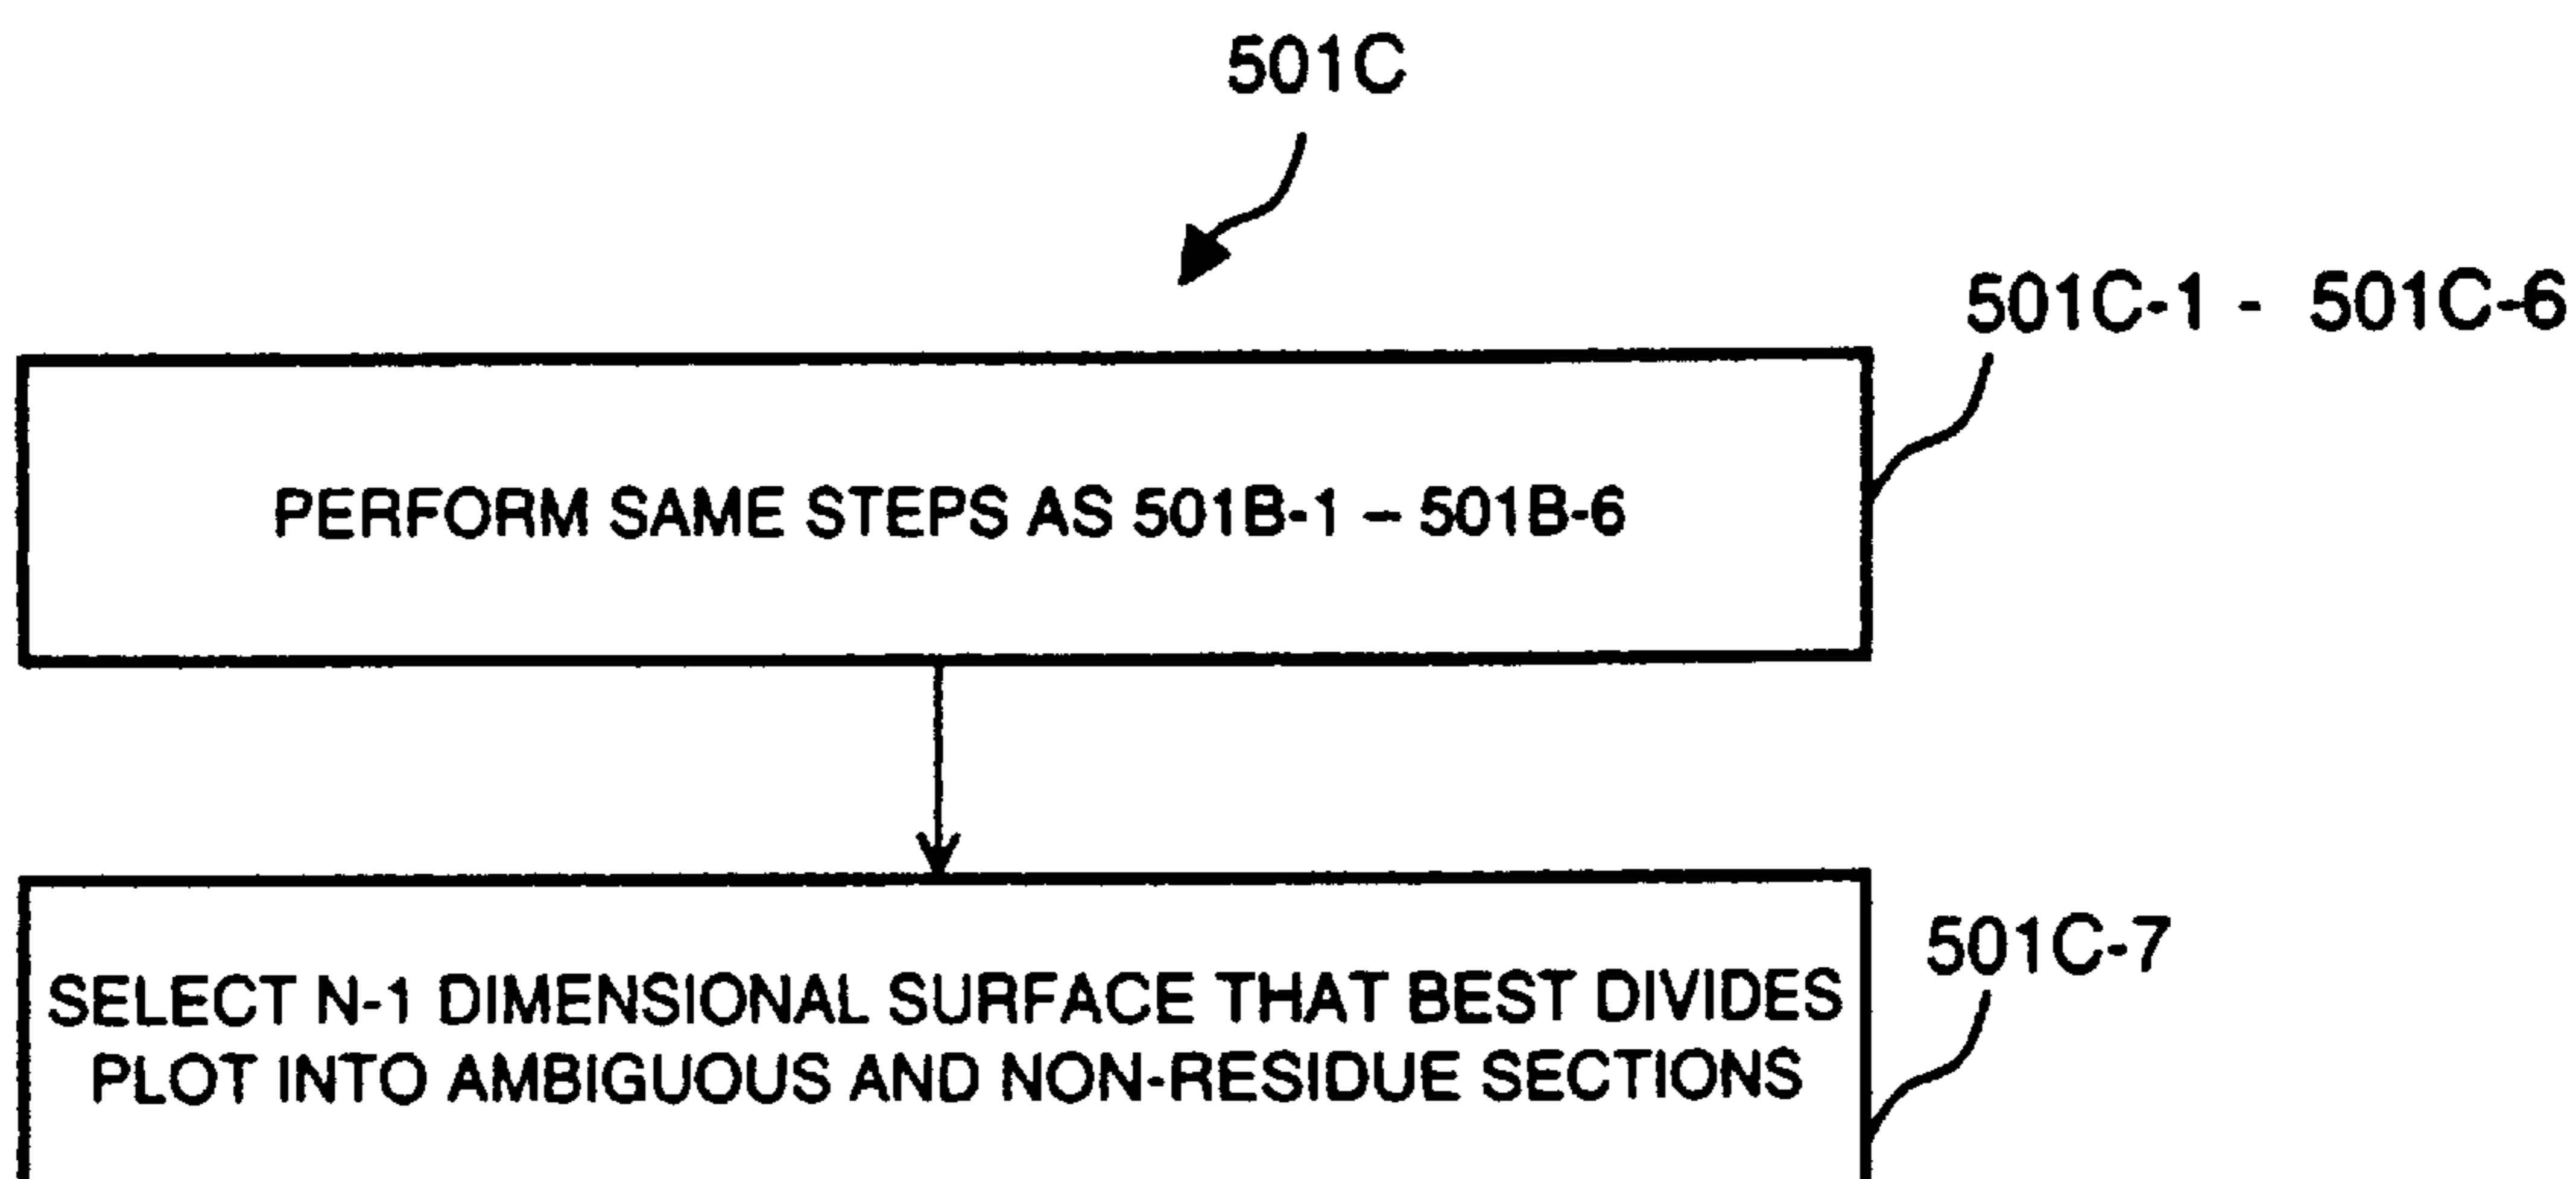 501C
501C-1 - 501C-6
PERFORM SAME STEPS AS 501B-1 – 501B-6
501C-7
SELECT N-1 DIMENSIONAL SURFACE THAT BEST DIVIDES
PLOT INTO AMBIGUOUS AND NON-RESIDUE SECTIONS